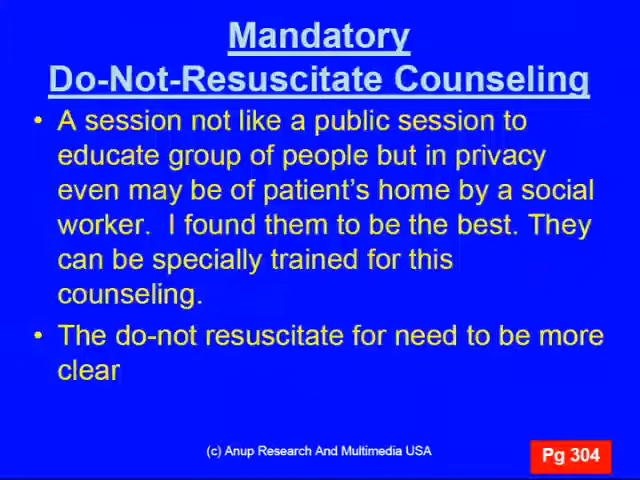 Mandatory
Do-Not-Resuscitate Counseling
• A session not like a public session to
educate group of people but in privacy
even may be of patient's home by a social
worker.  I found them to be the best. They
can be specially trained for this
counseling.
• The do-not resuscitate for need to be more
clear
(c) Anup Research And Multimedia USA
Pg 304